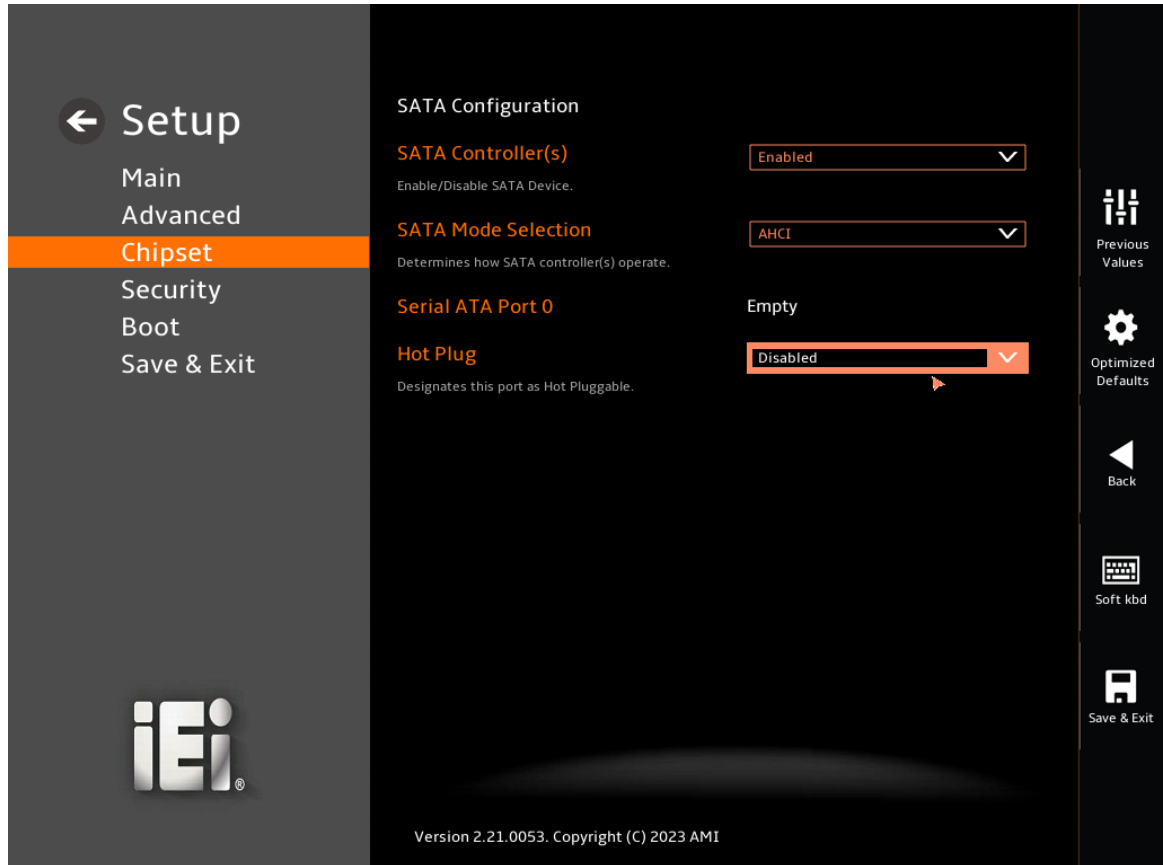 Setup
Main
Advanced
Chipset
Security
Boot
Save & Exit
iEi®
SATA Configuration
SATA Controller(s)
Enabled
Enable/Disable SATA Device.
SATA Mode Selection
AHCI
Determines how SATA controller(s) operate.
Serial ATA Port 0
Empty
Hot Plug
Disabled
Designates this port as Hot Pluggable.
Version 2.21.0053. Copyright (C) 2023 AMI
Previous
Values
Optimized
Defaults
Back
Soft kbd
Save & Exit